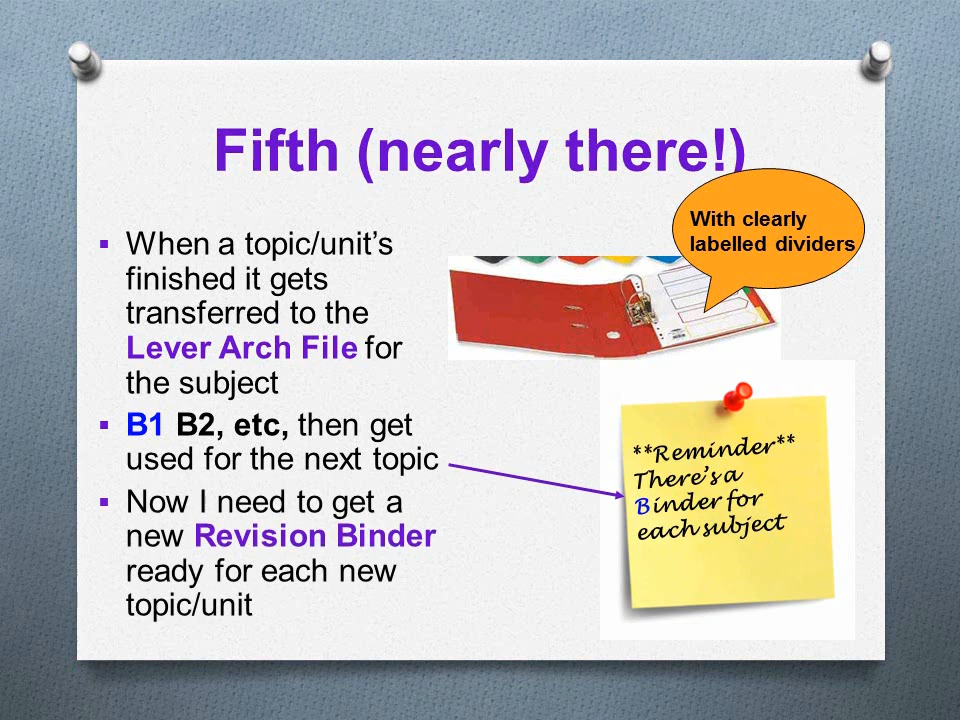 Fifth (nearly there!)
With clearly
labelled dividers
▪ When a topic/unit’s
finished it gets
transferred to the
Lever Arch File for
the subject
▪ B1 B2, etc, then get
used for the next topic
▪ Now I need to get a
new Revision Binder
ready for each new
topic/unit
**Reminder**
There’s a
Binder for
each subject